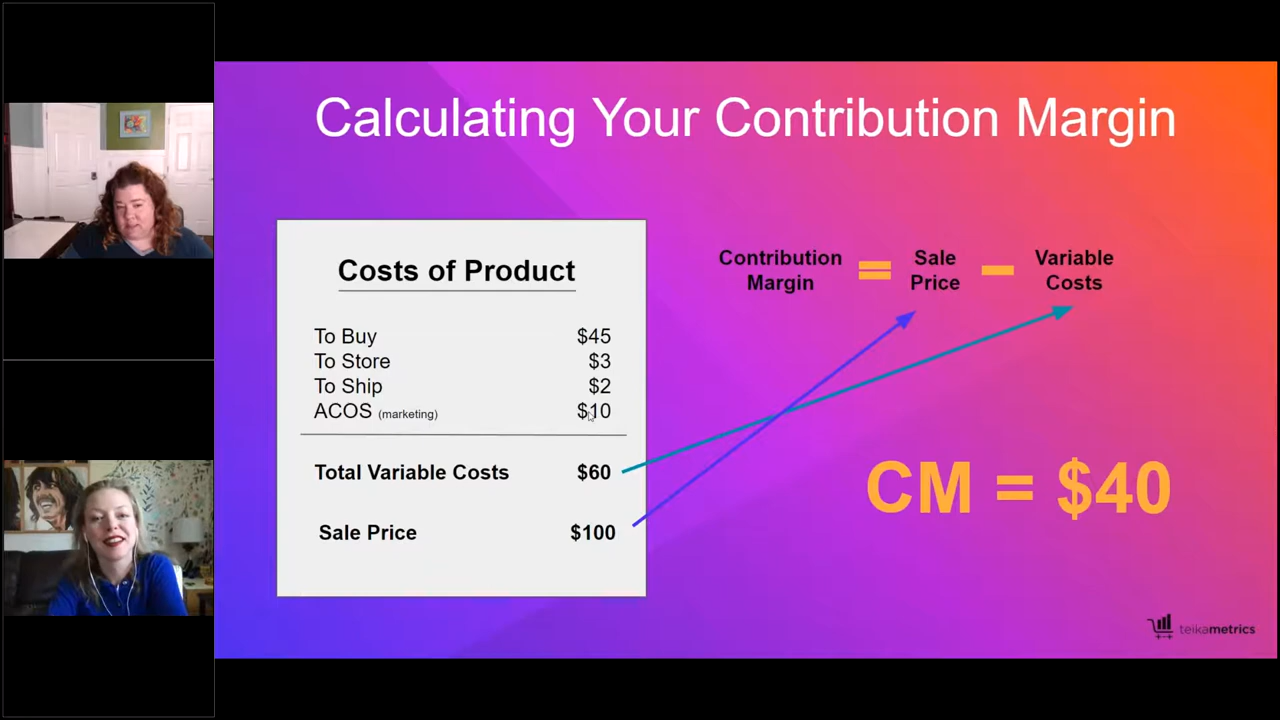 Calculating Your Contribution Margin
Costs of Product
To Buy $45
To Store $3
To Ship $2
ACOS (marketing) $10
Total Variable Costs $60
Sale Price $100
Contribution Margin = Sale Price − Variable Costs
CM = $40
teikametrics